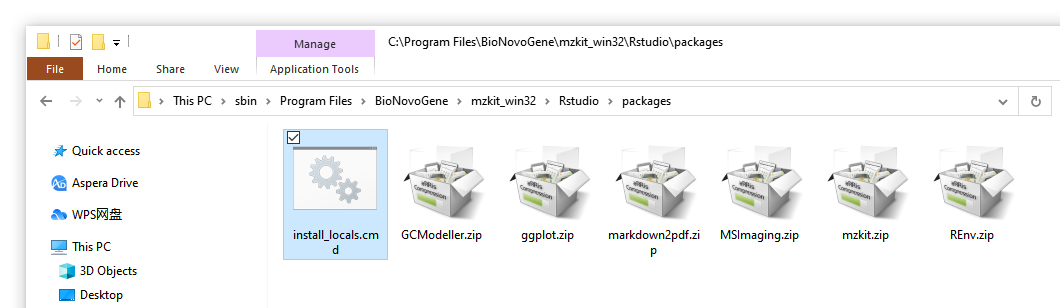 Manage
C:\Program Files\BioNovoGene\mzkit_win32\Rstudio\packages
File
Home
Share
View
Application Tools
This PC
sbin
Program Files
BioNovoGene
mzkit_win32
Rstudio
packages
Quick access
Aspera Drive
WPS网盘
This PC
3D Objects
Desktop
install_locals.cm
d
GCModeller.zip
ggplot.zip
markdown2pdf.zi
p
MSImaging.zip
mzkit.zip
REnv.zip